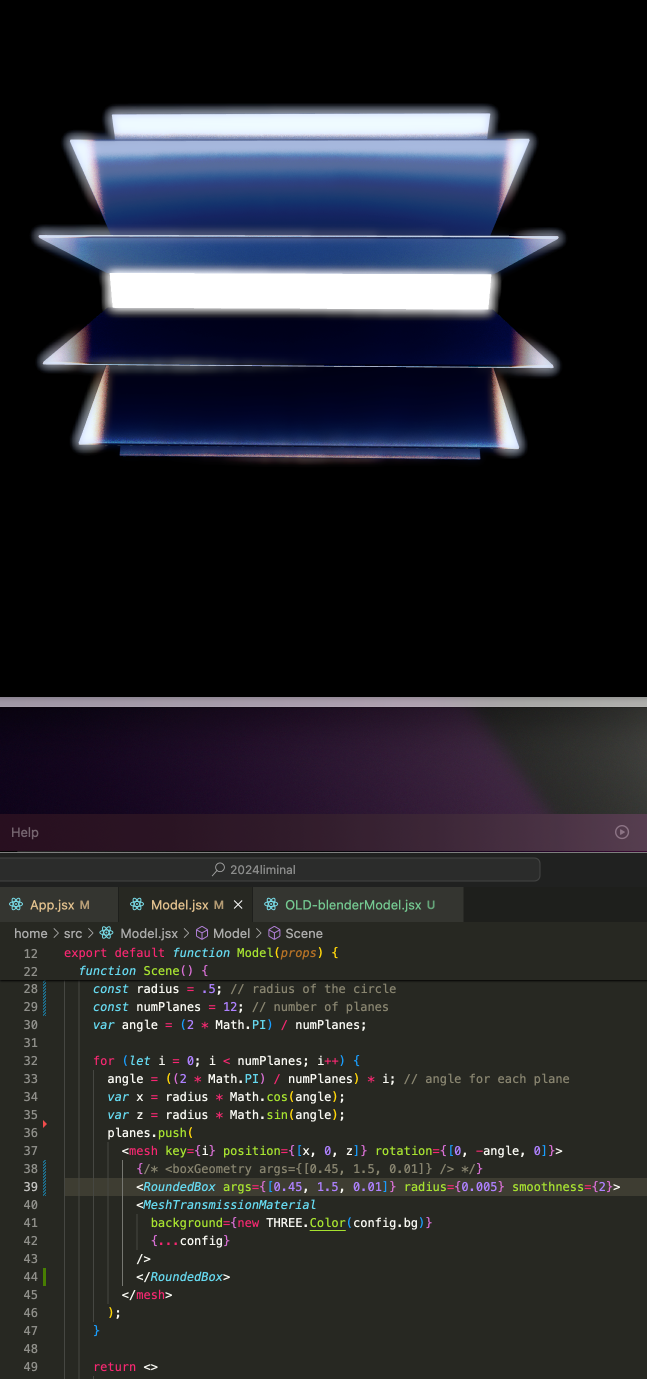 Help
2024liminal
App.jsx M
Model.jsx M
OLD-blenderModel.jsx U
home > src > Model.jsx > Model > Scene
12 export default function Model(props) {
22 function Scene() {
28 const radius = .5; // radius of the circle
29 const numPlanes = 12; // number of planes
30 var angle = (2 * Math.PI) / numPlanes;
31
32 for (let i = 0; i < numPlanes; i++) {
33 angle = ((2 * Math.PI) / numPlanes) * i; // angle for each plane
34 var x = radius * Math.cos(angle);
35 var z = radius * Math.sin(angle);
36 planes.push(
37 <mesh key={i} position={[x, 0, z]} rotation={[0, -angle, 0]}>
38 {/* <boxGeometry args={[0.45, 1.5, 0.01]} /> */}
39 <RoundedBox args={[0.45, 1.5, 0.01]} radius={0.005} smoothness={2}>
40 <MeshTransmissionMaterial
41 background={new THREE.Color(config.bg)}
42 {...config}
43 />
44 </RoundedBox>
45 </mesh>
46 );
47 }
48
49 return <>